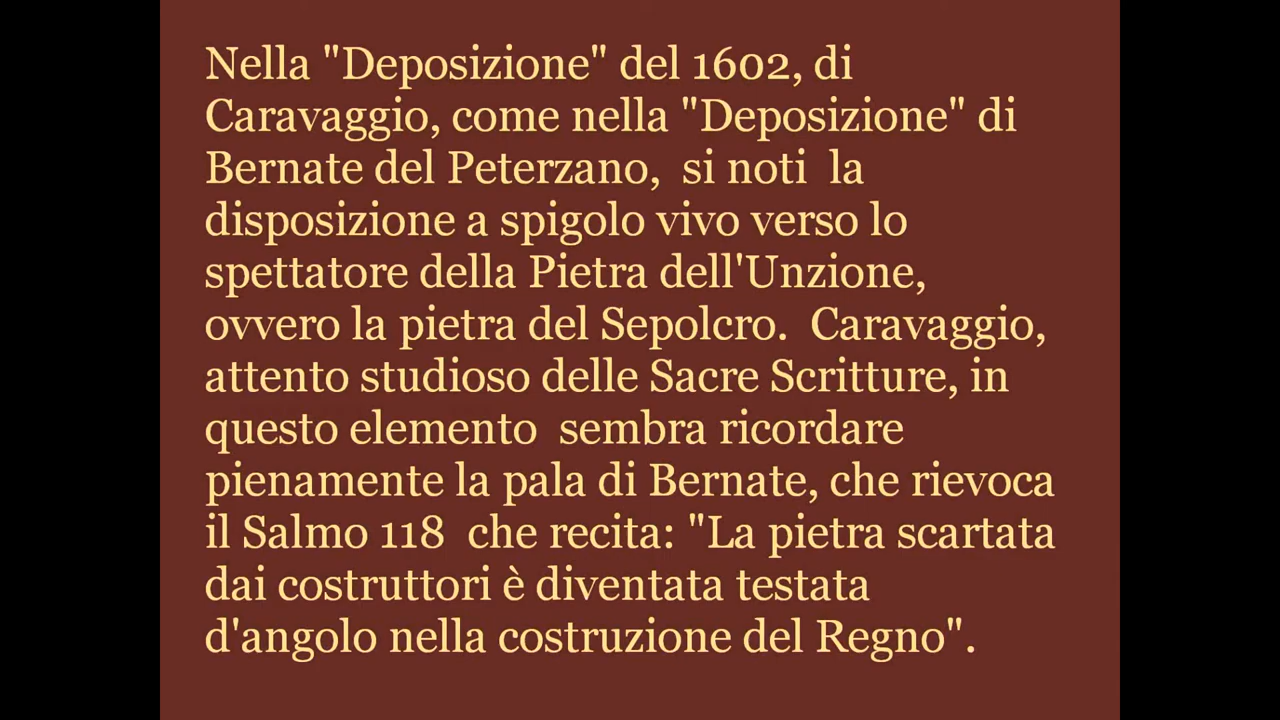 Nella "Deposizione" del 1602, di
Caravaggio, come nella "Deposizione" di
Bernate del Peterzano,  si noti  la
disposizione a spigolo vivo verso lo
spettatore della Pietra dell'Unzione,
ovvero la pietra del Sepolcro.  Caravaggio,
attento studioso delle Sacre Scritture, in
questo elemento  sembra ricordare
pienamente la pala di Bernate, che rievoca
il Salmo 118  che recita: "La pietra scartata
dai costruttori è diventata testata
d'angolo nella costruzione del Regno".